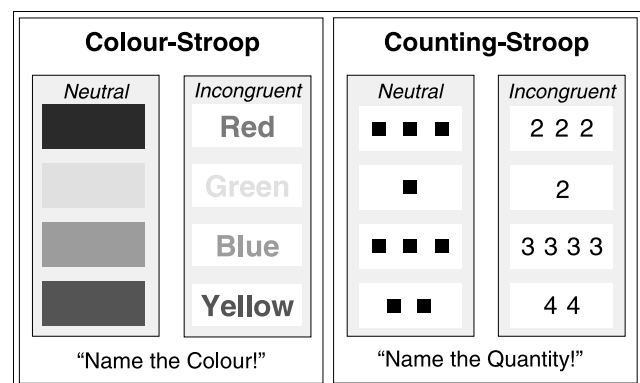 Colour-Stroop
Neutral
Incongruent
Red
Green
Blue
Yellow
“Name the Colour!”
Counting-Stroop
Neutral
Incongruent
2 2 2
2
3 3 3 3
4 4
“Name the Quantity!”